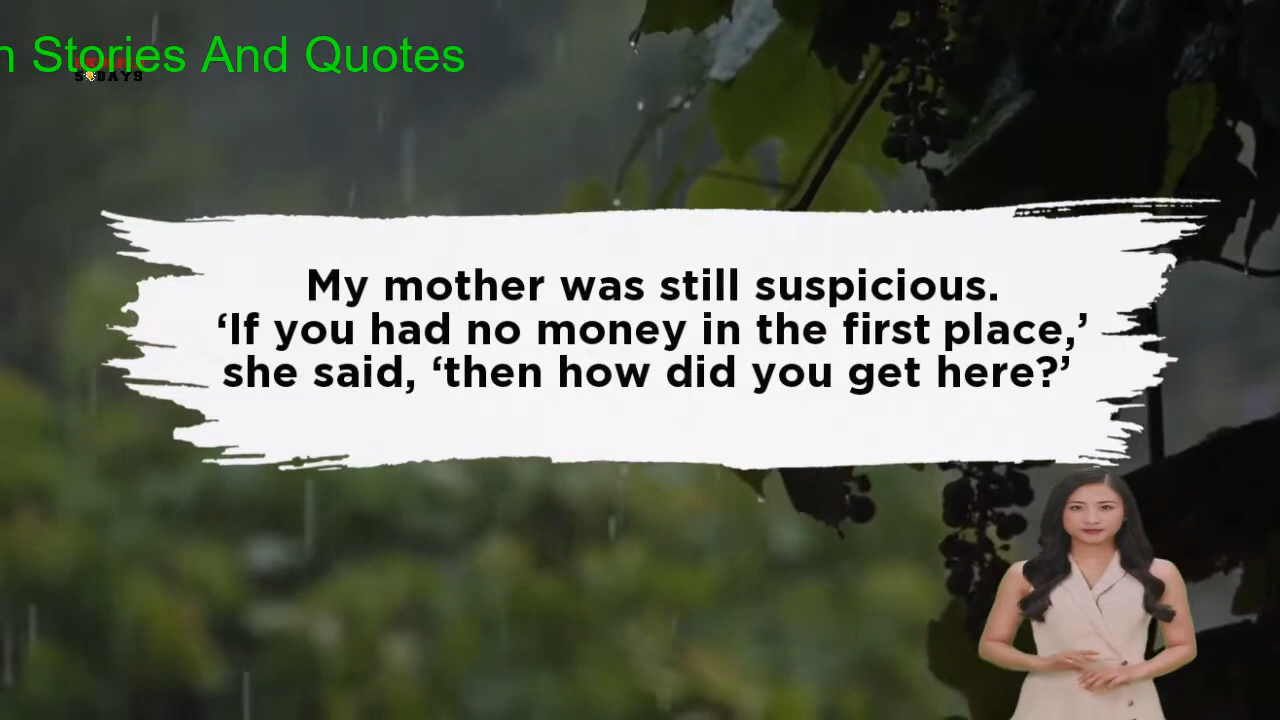 n Stories And Quotes
My mother was still suspicious.
‘If you had no money in the first place,’
she said, ‘then how did you get here?’